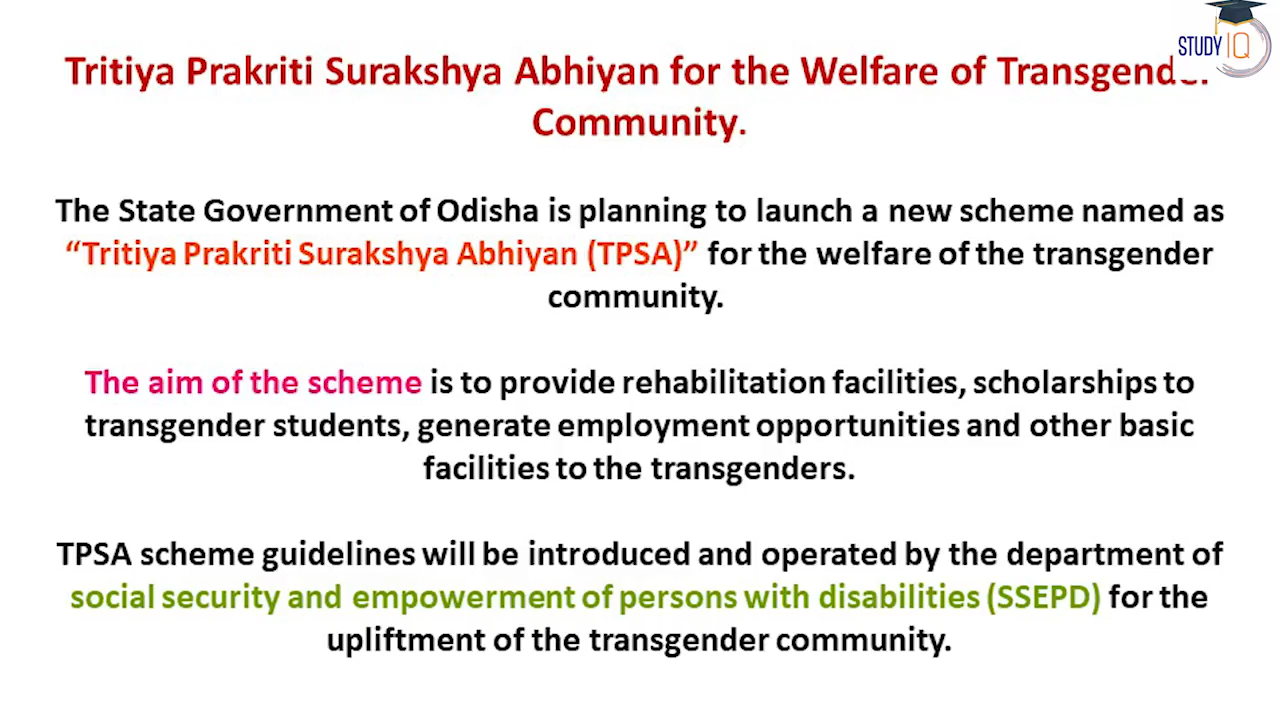 STUDY IQ
Tritiya Prakriti Surakshya Abhiyan for the Welfare of Transgender
Community.
The State Government of Odisha is planning to launch a new scheme named as
“Tritiya Prakriti Surakshya Abhiyan (TPSA)” for the welfare of the transgender
community.
The aim of the scheme is to provide rehabilitation facilities, scholarships to
transgender students, generate employment opportunities and other basic
facilities to the transgenders.
TPSA scheme guidelines will be introduced and operated by the department of
social security and empowerment of persons with disabilities (SSEPD) for the
upliftment of the transgender community.